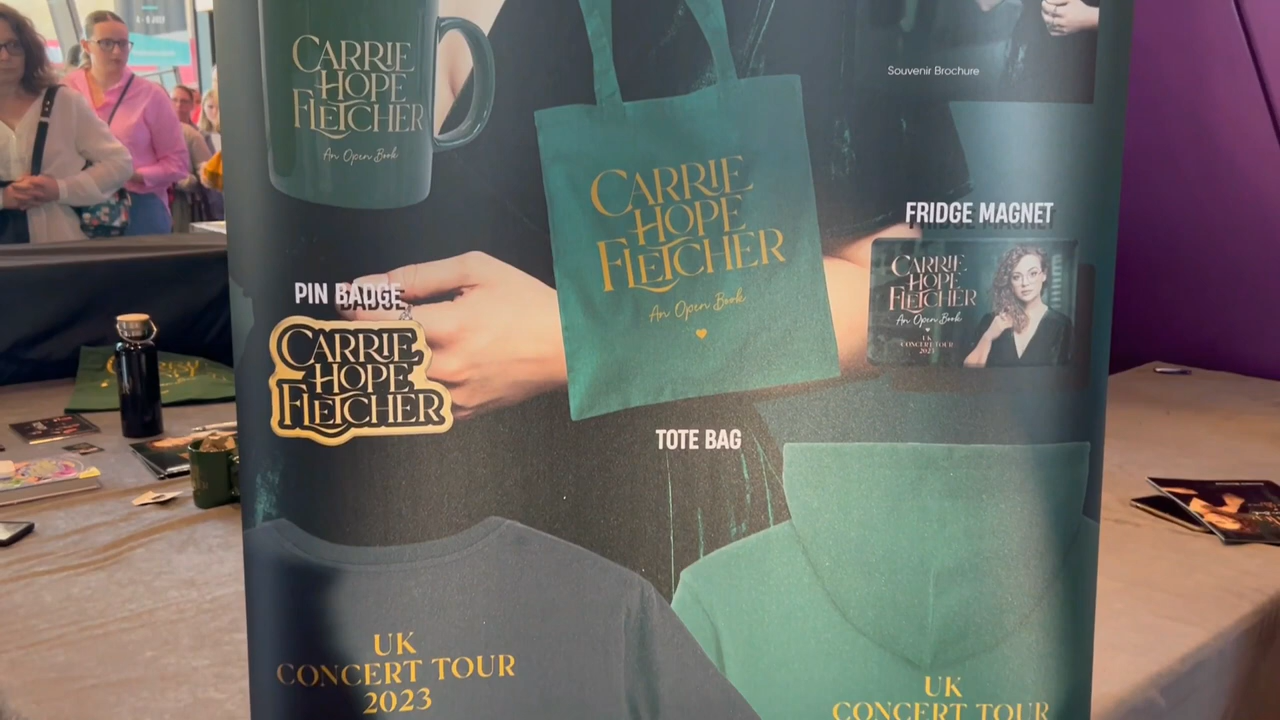 CARRIE
HOPE
FLETCHER
An Open Book
Souvenir Brochure
CARRIE
HOPE
FLETCHER
An Open Book
FRIDGE MAGNET
CARRIE
HOPE
FLETCHER
An Open Book
UK
CONCERT TOUR
2023
PIN BADGE
CARRIE
HOPE
FLETCHER
TOTE BAG
UK
CONCERT TOUR
2023
UK
CONCERT TOUR